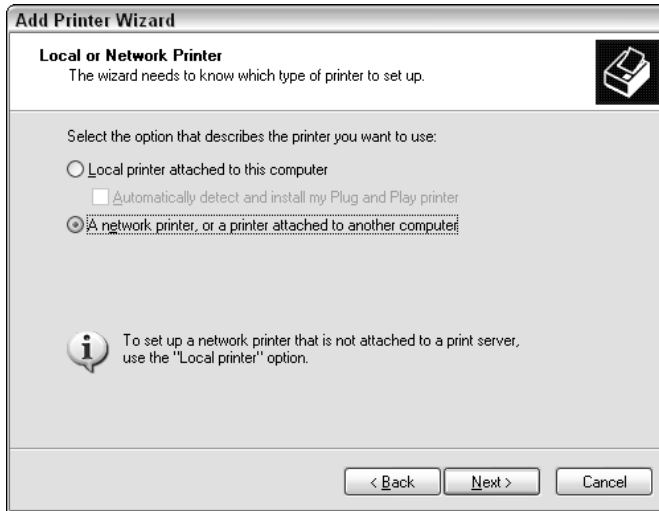 Add Printer Wizard
Local or Network Printer
The wizard needs to know which type of printer to set up.
Select the option that describes the printer you want to use:
Local printer attached to this computer
Automatically detect and install my Plug and Play printer
A network printer, or a printer attached to another computer
To set up a network printer that is not attached to a print server,
use the "Local printer" option.
< Back Next > Cancel